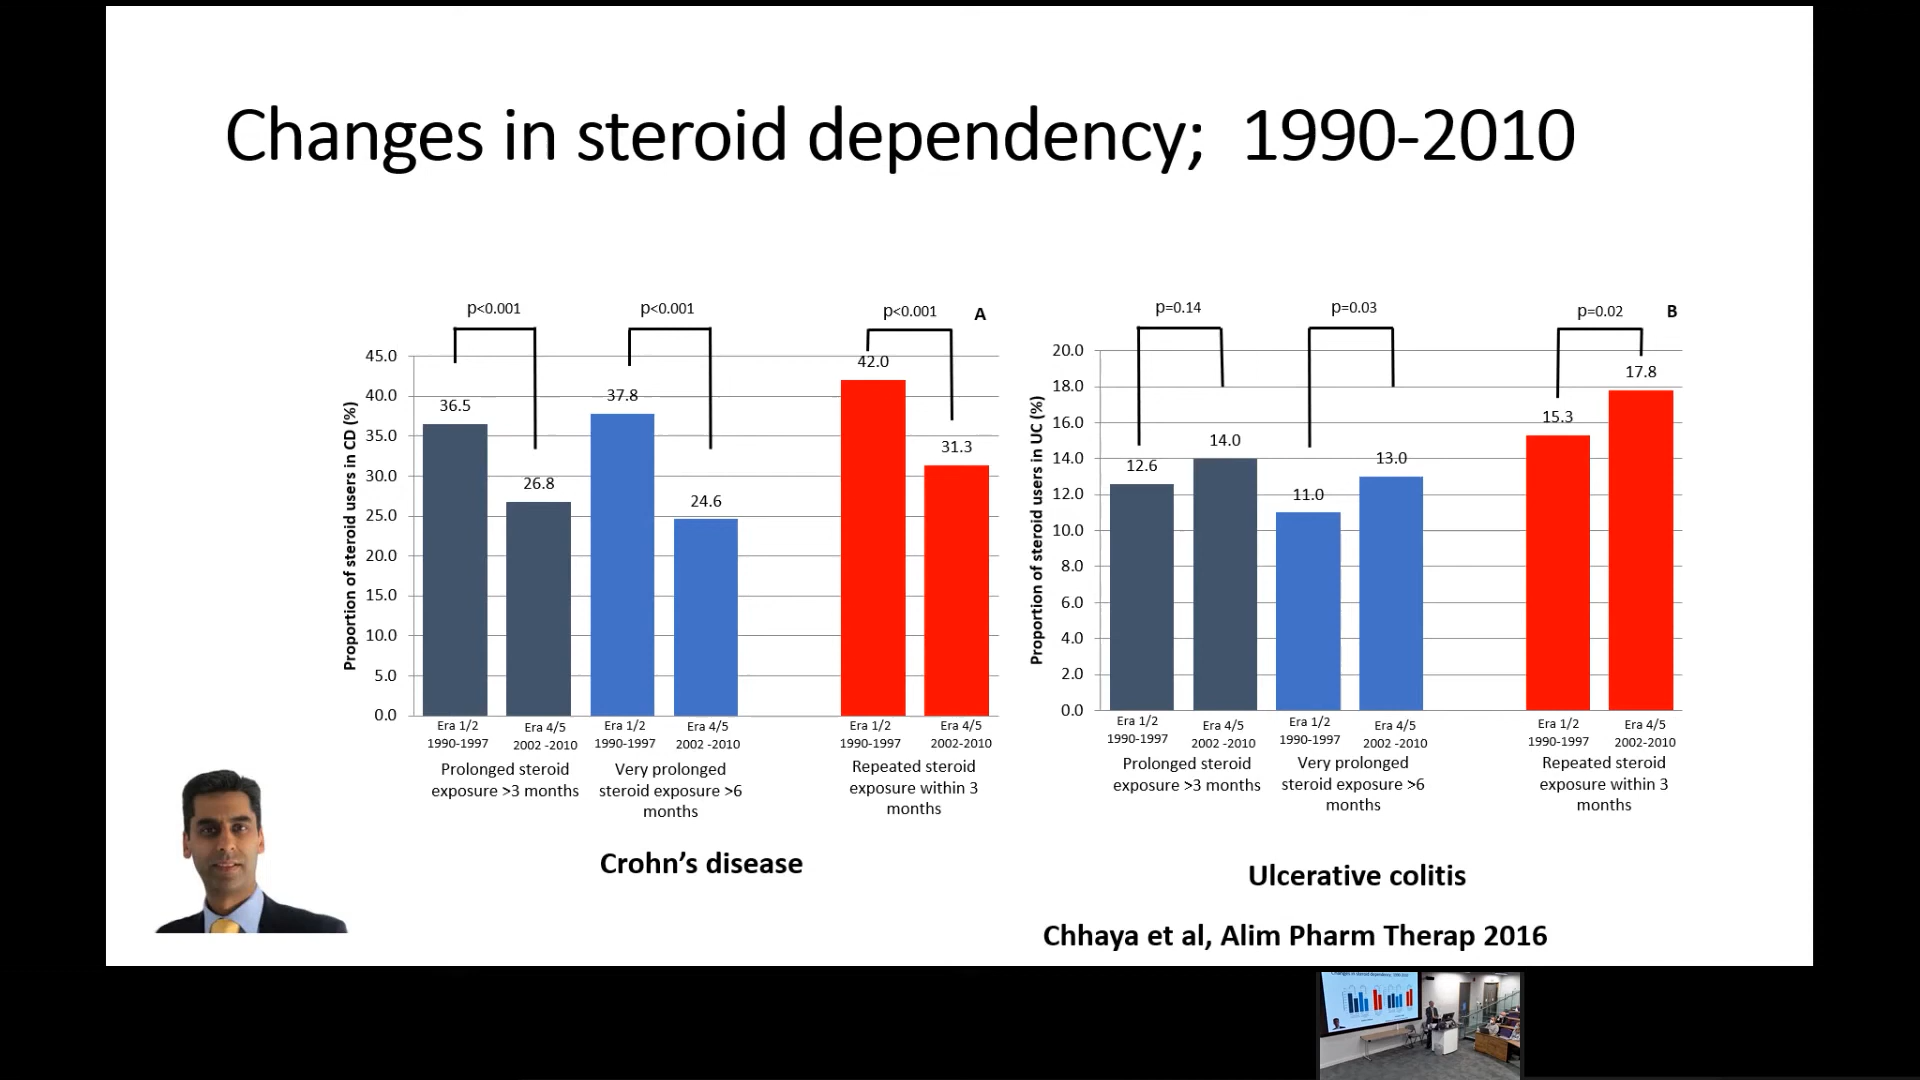 Changes in steroid dependency;  1990-2010
p<0.001
p<0.001
p<0.001
A
Proportion of steroid users in CD (%)
45.0
40.0
35.0
30.0
25.0
20.0
15.0
10.0
5.0
0.0
36.5
26.8
37.8
24.6
42.0
31.3
Era 1/2
1990-1997
Era 4/5
2002 -2010
Era 1/2
1990-1997
Era 4/5
2002 -2010
Era 1/2
1990-1997
Era 4/5
2002-2010
Prolonged steroid
exposure >3 months
Very prolonged
steroid exposure >6
months
Repeated steroid
exposure within 3
months
Crohn’s disease
p=0.14
p=0.03
p=0.02
B
Proportion of steroid users in UC (%)
20.0
18.0
16.0
14.0
12.0
10.0
8.0
6.0
4.0
2.0
0.0
12.6
14.0
11.0
13.0
15.3
17.8
Era 1/2
1990-1997
Era 4/5
2002 -2010
Era 1/2
1990-1997
Era 4/5
2002 -2010
Era 1/2
1990-1997
Era 4/5
2002-2010
Prolonged steroid
exposure >3 months
Very prolonged
steroid exposure >6
months
Repeated steroid
exposure within 3
months
Ulcerative colitis
Chhaya et al, Alim Pharm Therap 2016
Changes in steroid dependency; 1990-2010